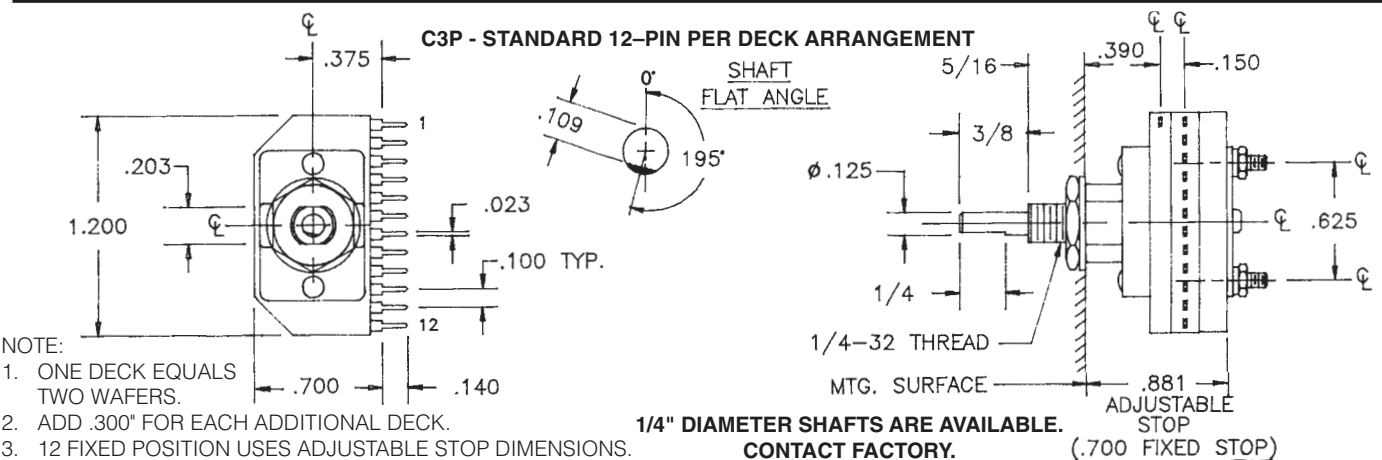 C3P - STANDARD 12–PIN PER DECK ARRANGEMENT
℄
.375
1
.203
1.200
℄
.023
.100 TYP.
12
.700
.140
SHAFT
FLAT ANGLE
0°
.109
195°
℄ ℄
.390
.150
5/16
3/8
Ø.125
℄
℄
.625
℄
1/4
1/4–32 THREAD
MTG. SURFACE
.881
ADJUSTABLE
STOP
(.700 FIXED STOP)
NOTE:
1. ONE DECK EQUALS
TWO WAFERS.
2. ADD .300" FOR EACH ADDITIONAL DECK.
3. 12 FIXED POSITION USES ADJUSTABLE STOP DIMENSIONS.
1/4" DIAMETER SHAFTS ARE AVAILABLE.
CONTACT FACTORY.